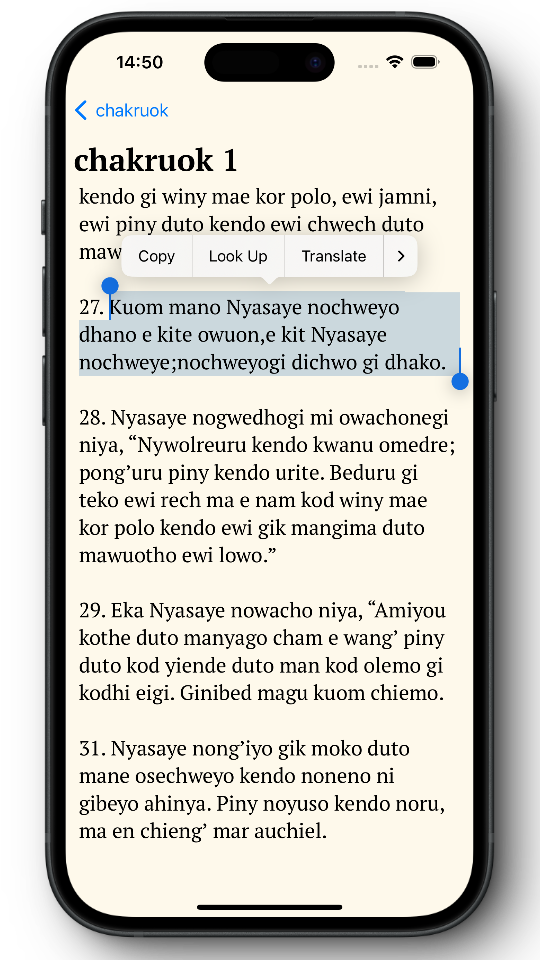 14:50
chakruok
chakruok 1
kendo gi winy mae kor polo, ewi jamni,
ewi piny duto kendo ewi chwech duto
maw
Copy Look Up Translate
27. Kuom mano Nyasaye nochweyo
dhano e kite owuon,e kit Nyasaye
nochweye;nochweyogi dichwo gi dhako.
28. Nyasaye nogwedhogi mi owachonegi
niya, “Nywolreuru kendo kwanu omedre;
pong’uru piny kendo urite. Beduru gi
teko ewi rech ma e nam kod winy mae
kor polo kendo ewi gik mangima duto
mawuotho ewi lowo.”
29. Eka Nyasaye nowacho niya, “Amiyou
kothe duto manyago cham e wang’ piny
duto kod yiende duto man kod olemo gi
kodhi eigi. Ginibed magu kuom chiemo.
31. Nyasaye nong’iyo gik moko duto
mane osechweyo kendo noneno ni
gibeyo ahinya. Piny noyuso kendo noru,
ma en chieng’ mar auchiel.